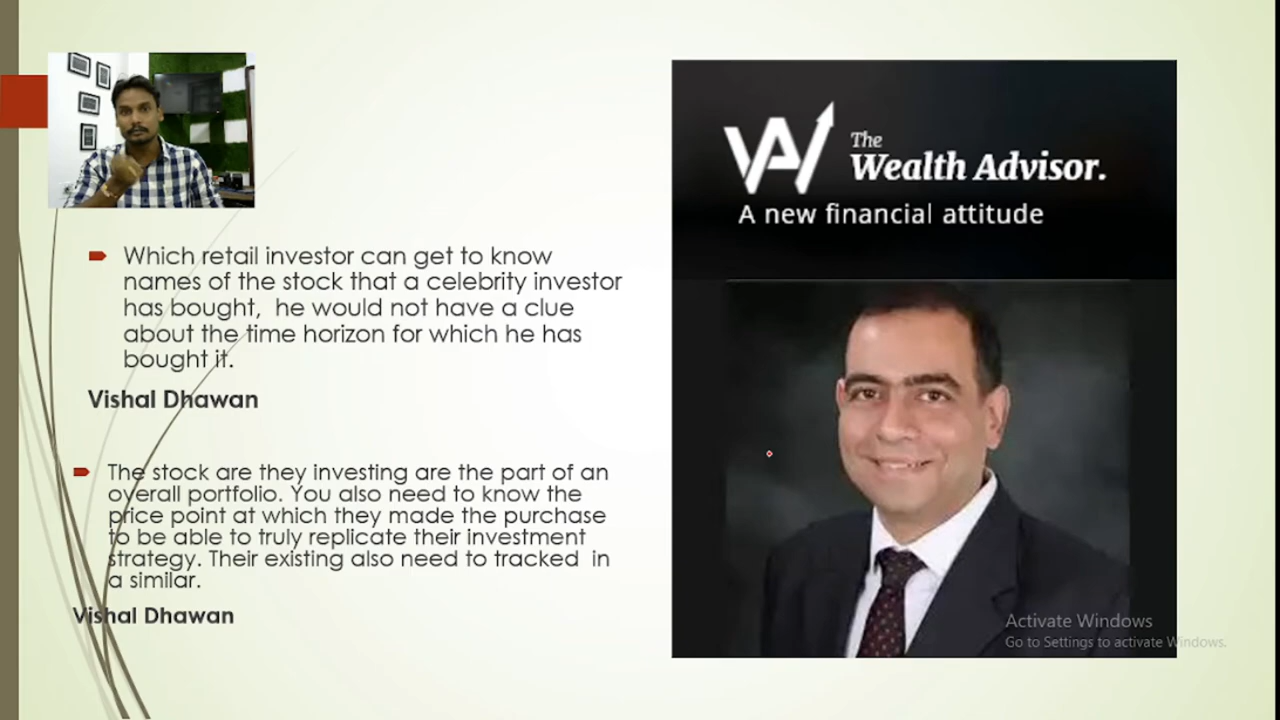 Which retail investor can get to know
names of the stock that a celebrity investor
has bought, he would not have a clue
about the time horizon for which he has
bought it.
Vishal Dhawan
The stock are they investing are the part of an
overall portfolio. You also need to know the
price point at which they made the purchase
to be able to truly replicate their investment
strategy. Their existing also need to tracked in
a similar.
Vishal Dhawan
The
Wealth Advisor.
A new financial attitude
Activate Windows
Go to Settings to activate Windows.